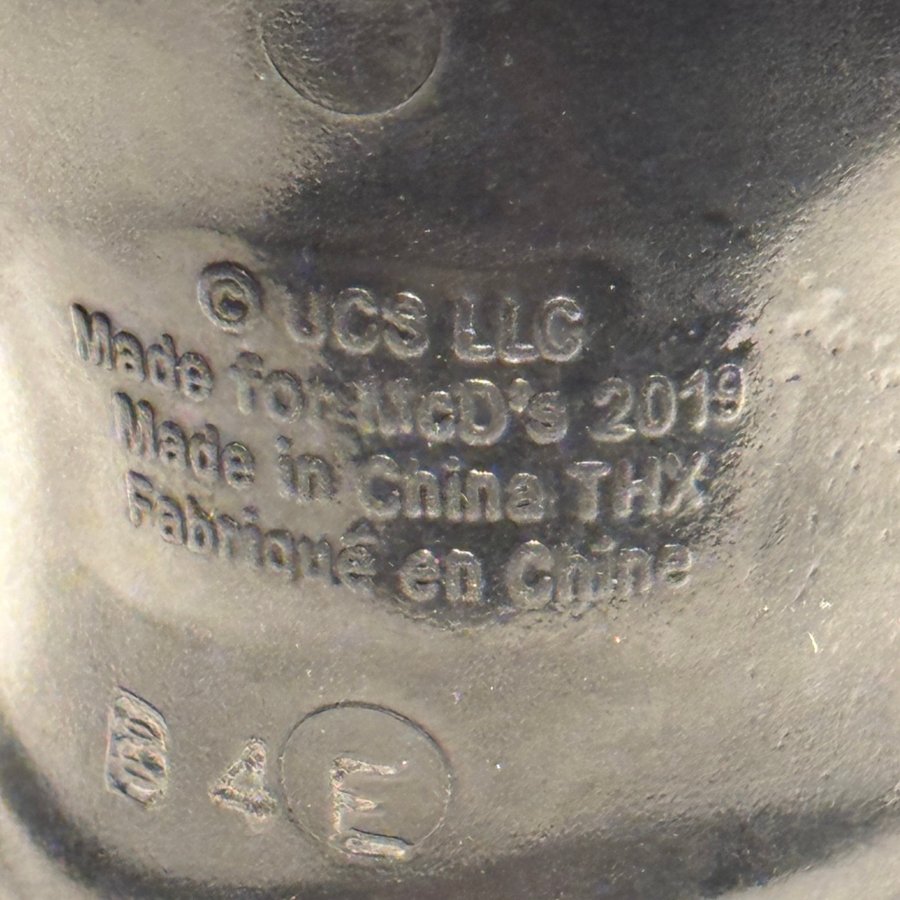 © UCS LLC
Made for McD's 2019
Made in China THX
Fabriqué en Chine
B 4 E